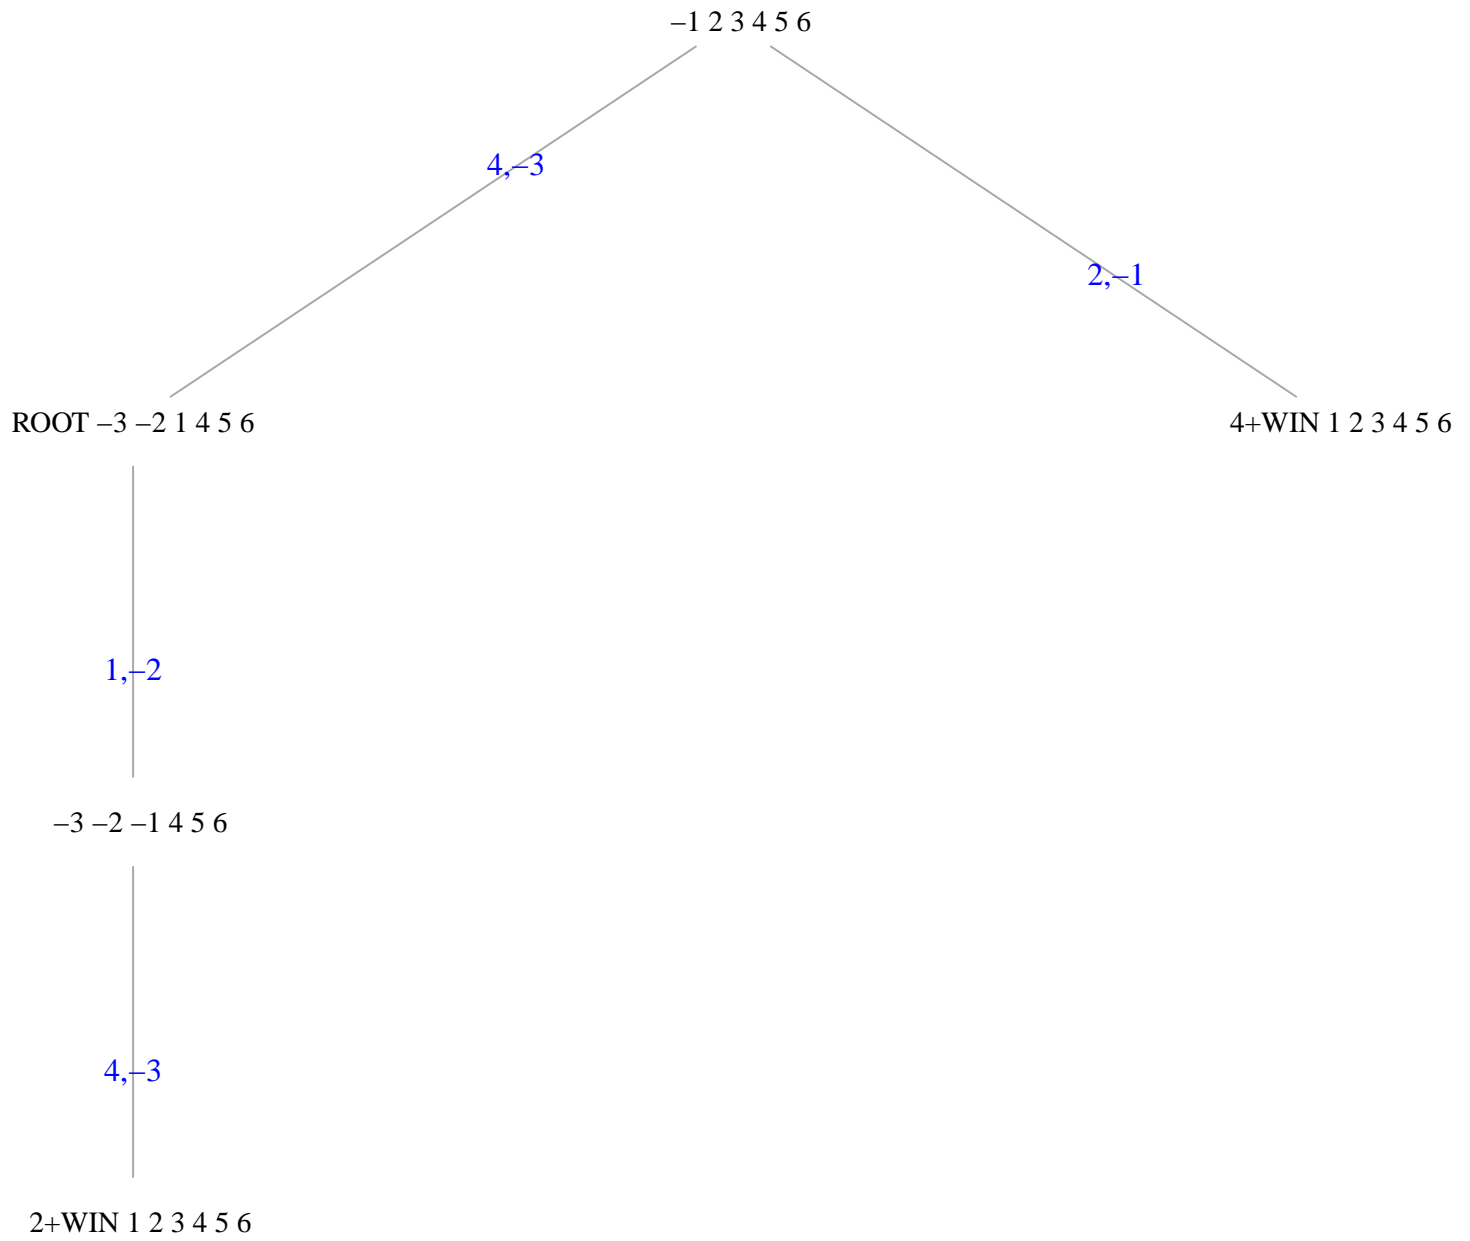 –1 2 3 4 5 6
4,–3
2,–1
ROOT –3 –2 1 4 5 6
4+WIN 1 2 3 4 5 6
1,–2
–3 –2 –1 4 5 6
4,–3
2+WIN 1 2 3 4 5 6